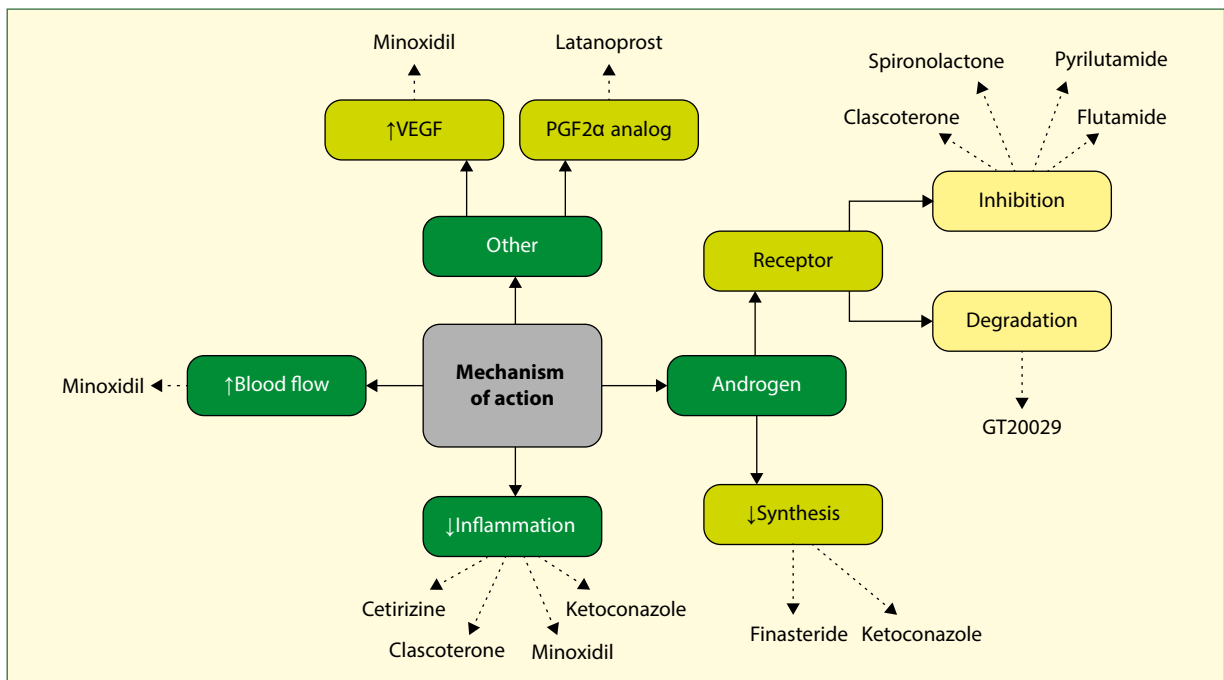 Minoxidil
Latanoprost
Spironolactone
Pyrilutamide
Clascoterone
Flutamide
↑VEGF
PGF2α analog
Inhibition
Other
Receptor
Degradation
Mechanism
of action
Minoxidil
↑Blood flow
Androgen
GT20029
↓Inflammation
↓Synthesis
Cetirizine
Ketoconazole
Clascoterone
Minoxidil
Finasteride
Ketoconazole